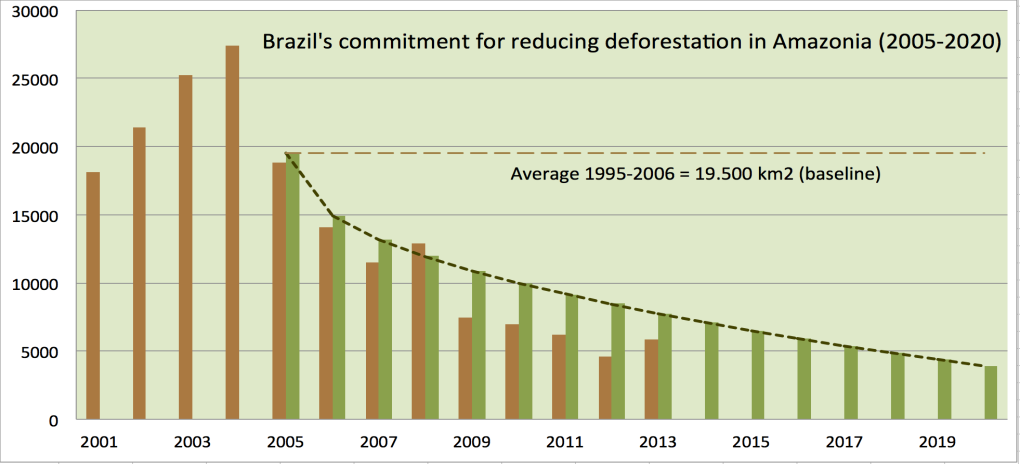 30000
Brazil's commitment for reducing deforestation in Amazonia (2005-2020)
25000
20000
Average 1995-2006 = 19.500 km2 (baseline)
15000
10000
5000
0
2001 2003 2005 2007 2009 2011 2013 2015 2017 2019